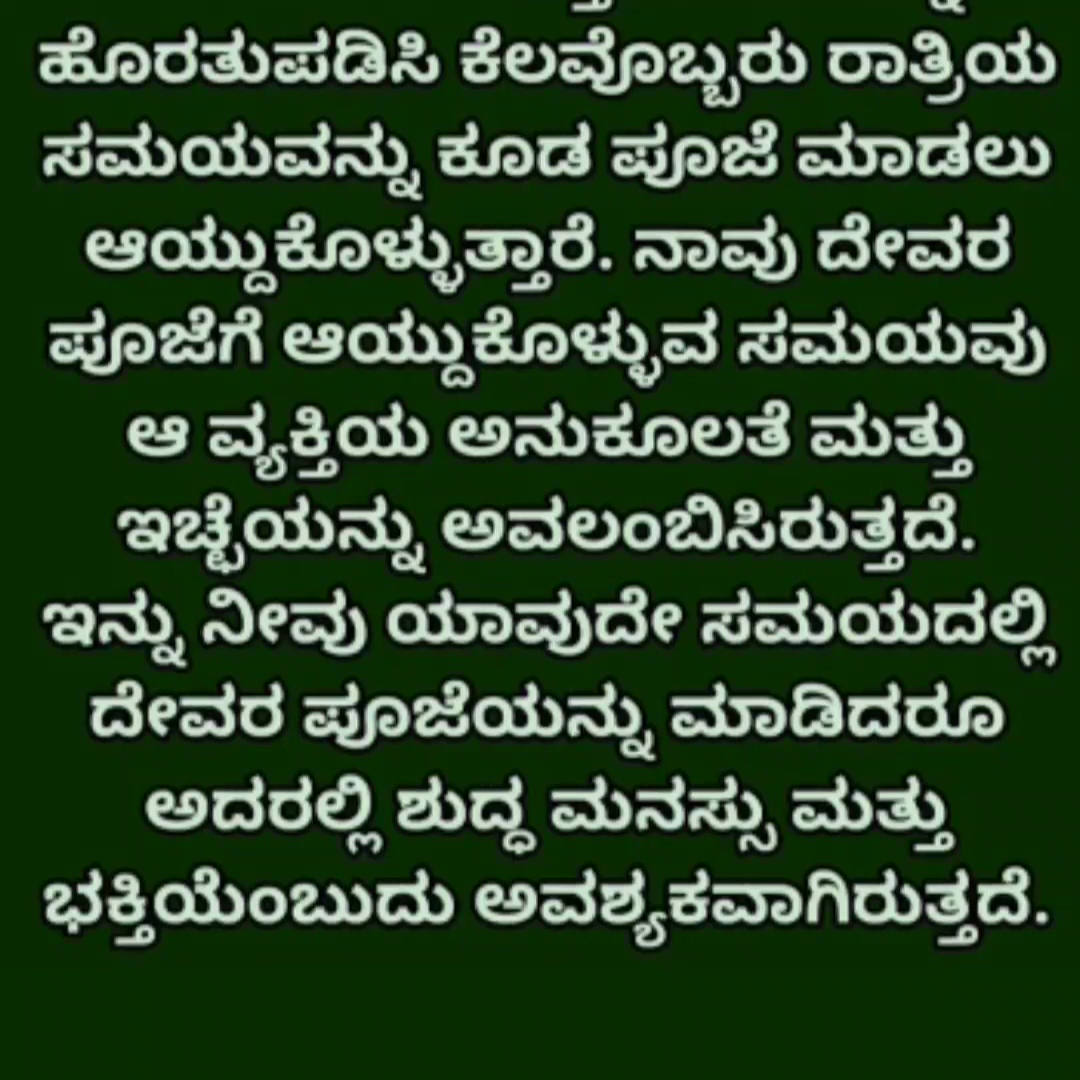 ಹೊರತುಪಡಿಸಿ ಕೆಲವೊಬ್ಬರು ರಾತ್ರಿಯ
ಸಮಯವನ್ನು ಕೂಡ ಪೂಜೆ ಮಾಡಲು
ಆಯ್ದುಕೊಳ್ಳುತ್ತಾರೆ. ನಾವು ದೇವರ
ಪೂಜೆಗೆ ಆಯ್ದುಕೊಳ್ಳುವ ಸಮಯವು
ಆ ವ್ಯಕ್ತಿಯ ಅನುಕೂಲತೆ ಮತ್ತು
ಇಚ್ಛೆಯನ್ನು ಅವಲಂಬಿಸಿರುತ್ತದೆ.
ಇನ್ನು ನೀವು ಯಾವುದೇ ಸಮಯದಲ್ಲಿ
ದೇವರ ಪೂಜೆಯನ್ನು ಮಾಡಿದರೂ
ಅದರಲ್ಲಿ ಶುದ್ಧ ಮನಸ್ಸು ಮತ್ತು
ಭಕ್ತಿಯೆಂಬುದು ಅವಶ್ಯಕವಾಗಿರುತ್ತದೆ.